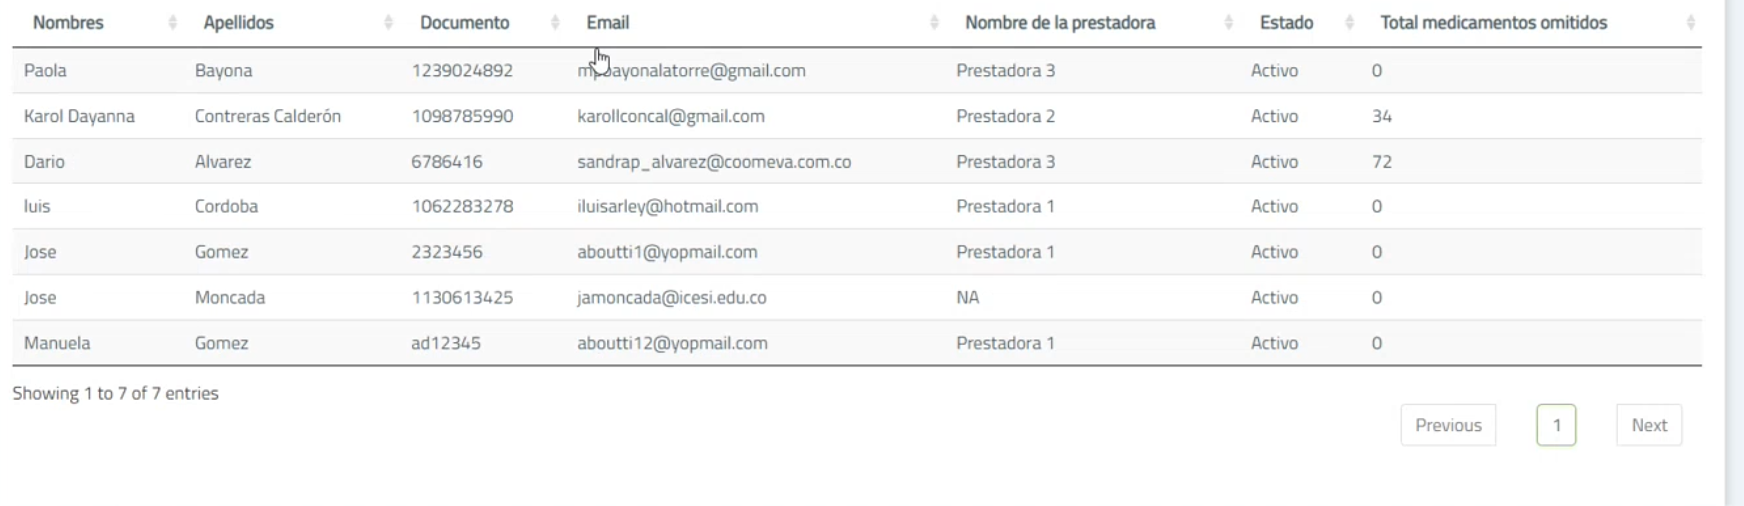 Nombres Apellidos Documento Email Nombre de la prestadora Estado Total medicamentos omitidos
Paola Bayona 1239024892 Prestadora 3 Activo 0
Karol Dayanna Contreras Calderón 1098785990 karollconcal@gmail.com Prestadora 2 Activo 34
Dario Alvarez 6786416 sandrap_alvarez@coomeva.com.co Prestadora 3 Activo 72
luis Cordoba 1062283278 iluisarley@hotmail.com Prestadora 1 Activo 0
Jose Gomez 2323456 aboutti1@yopmail.com Prestadora 1 Activo 0
Jose Moncada 1130613425 jamoncada@icesi.edu.co NA Activo 0
Manuela Gomez ad12345 aboutti12@yopmail.com Prestadora 1 Activo 0
Showing 1 to 7 of 7 entries
Previous 1 Next